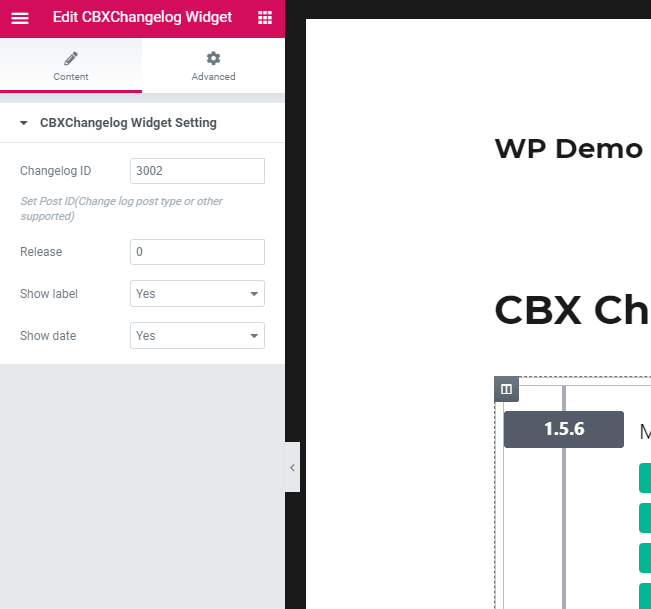 Edit CBXChangelog Widget
Content
Advanced
CBXChangelog Widget Setting
Changelog ID
3002
Set Post ID(Change log post type or other
supported)
Release
0
Show label
Yes
Show date
Yes
WP Demo
CBX Ch
1.5.6
M